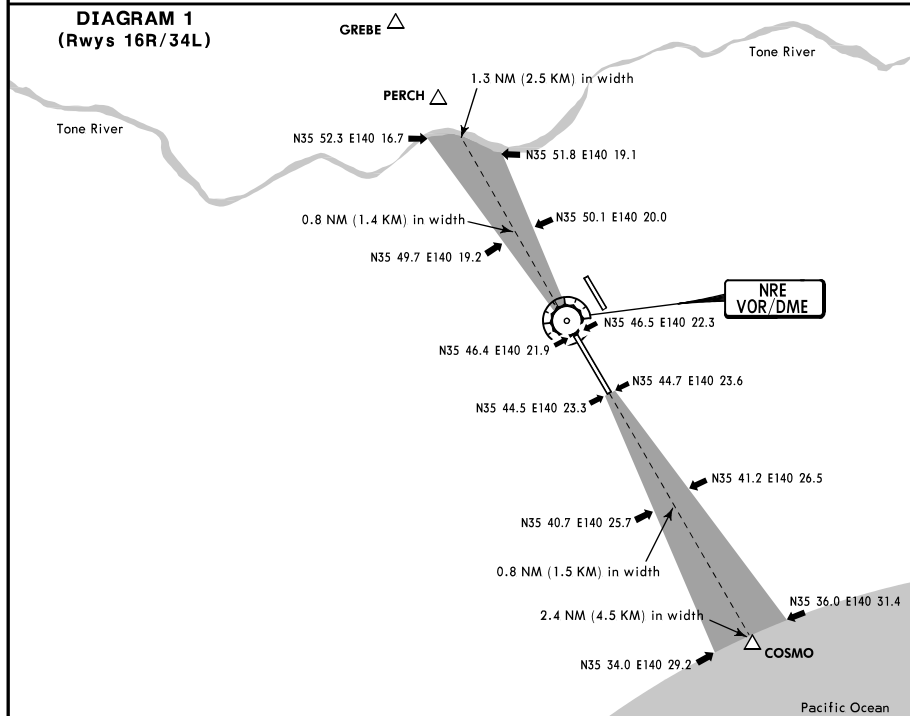 DIAGRAM 1
(Rwys 16R/34L)
GREBE
Tone River
1.3 NM (2.5 KM) in width
PERCH
Tone River
N35 52.3 E140 16.7
N35 51.8 E140 19.1
0.8 NM (1.4 KM) in width
N35 50.1 E140 20.0
N35 49.7 E140 19.2
NRE
VOR/DME
N35 46.5 E140 22.3
N35 46.4 E140 21.9
N35 44.7 E140 23.6
N35 44.5 E140 23.3
N35 41.2 E140 26.5
N35 40.7 E140 25.7
0.8 NM (1.5 KM) in width
N35 36.0 E140 31.4
2.4 NM (4.5 KM) in width
COSMO
N35 34.0 E140 29.2
Pacific Ocean